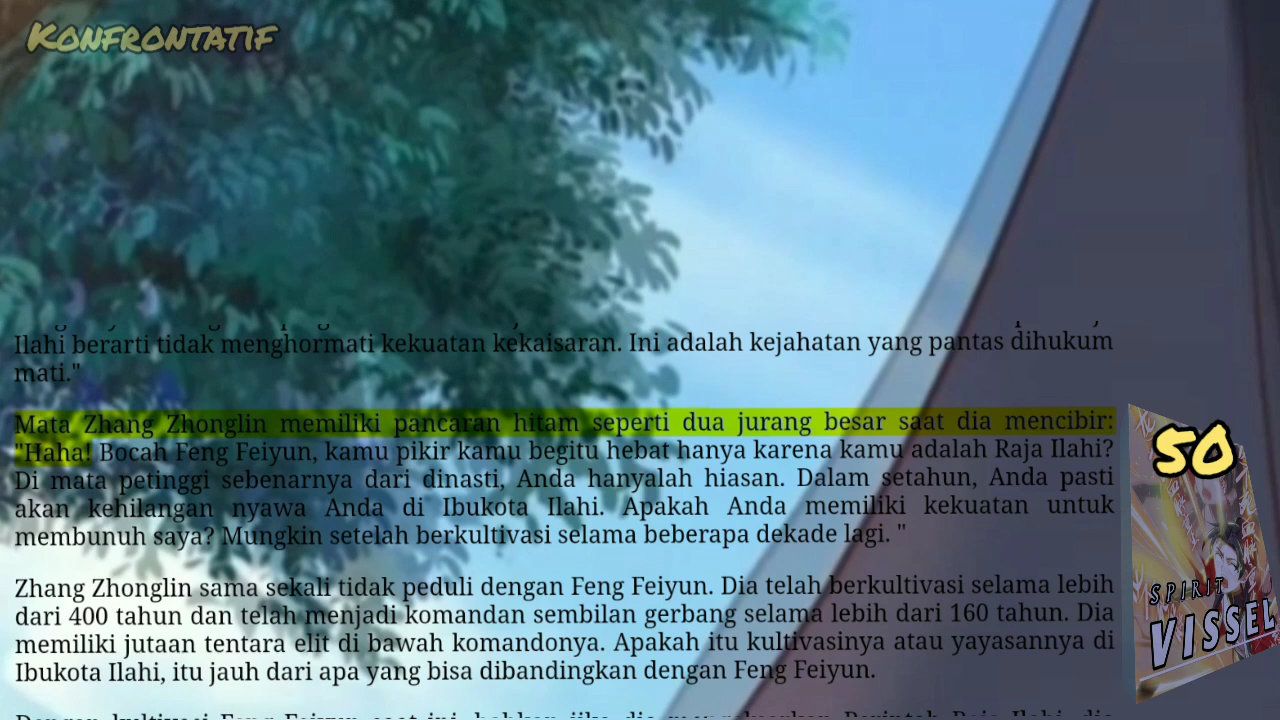 Konfrontatif
Ilahi berarti tidak menghormati kekuatan kekaisaran. Ini adalah kejahatan yang pantas dihukum
mati."
Mata Zhang Zhonglin memiliki pancaran hitam seperti dua jurang besar saat dia mencibir:
"Haha! Bocah Feng Feiyun, kamu pikir kamu begitu hebat hanya karena kamu adalah Raja Ilahi?
Di mata petinggi sebenarnya dari dinasti, Anda hanyalah hiasan. Dalam setahun, Anda pasti
akan kehilangan nyawa Anda di Ibukota Ilahi. Apakah Anda memiliki kekuatan untuk
membunuh saya? Mungkin setelah berkultivasi selama beberapa dekade lagi. "
Zhang Zhonglin sama sekali tidak peduli dengan Feng Feiyun. Dia telah berkultivasi selama lebih
dari 400 tahun dan telah menjadi komandan sembilan gerbang selama lebih dari 160 tahun. Dia
memiliki jutaan tentara elit di bawah komandonya. Apakah itu kultivasinya atau yayasannya di
Ibukota Ilahi, itu jauh dari apa yang bisa dibandingkan dengan Feng Feiyun.
50
SPIRIT
VISSEL